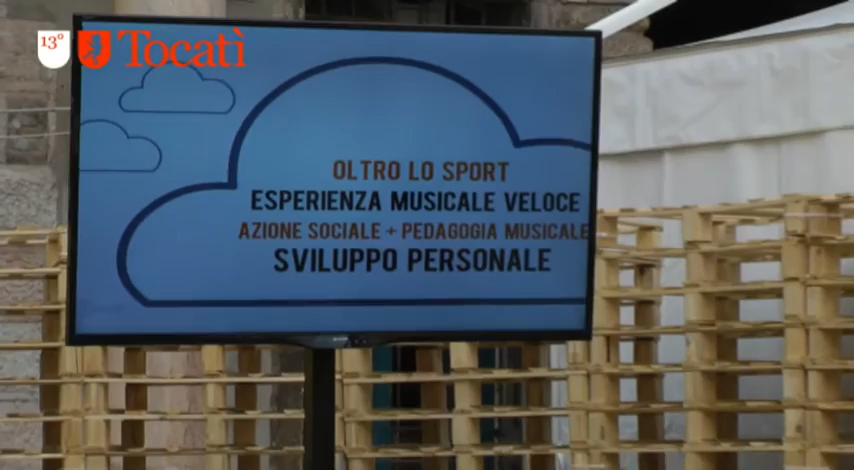 13°
Tocatì
OLTRO LO SPORT
ESPERIENZA MUSICALE VELOCE
AZIONE SOCIALE + PEDAGOGIA MUSICALE
SVILUPPO PERSONALE